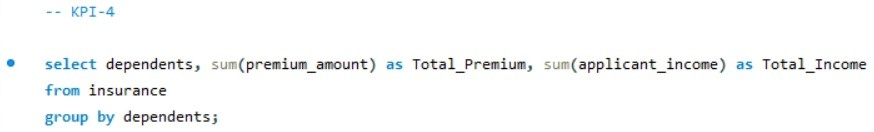 -- KPI-4
select dependents, sum(premium_amount) as Total_Premium, sum(applicant_income) as Total_Income
from insurance
group by dependents;